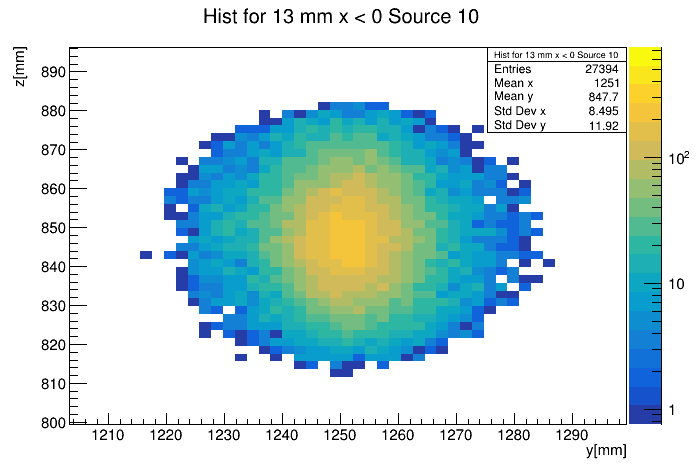 Hist for 13 mm x < 0 Source 10
z[mm]
Hist for 13 mm x < 0 Source 10
Entries 27394
Mean x 1251
Mean y 847.7
Std Dev x 8.495
Std Dev y 11.92
890
880
870
860
850
840
830
820
810
800
10²
10
1
1210 1220 1230 1240 1250 1260 1270 1280 1290
y[mm]